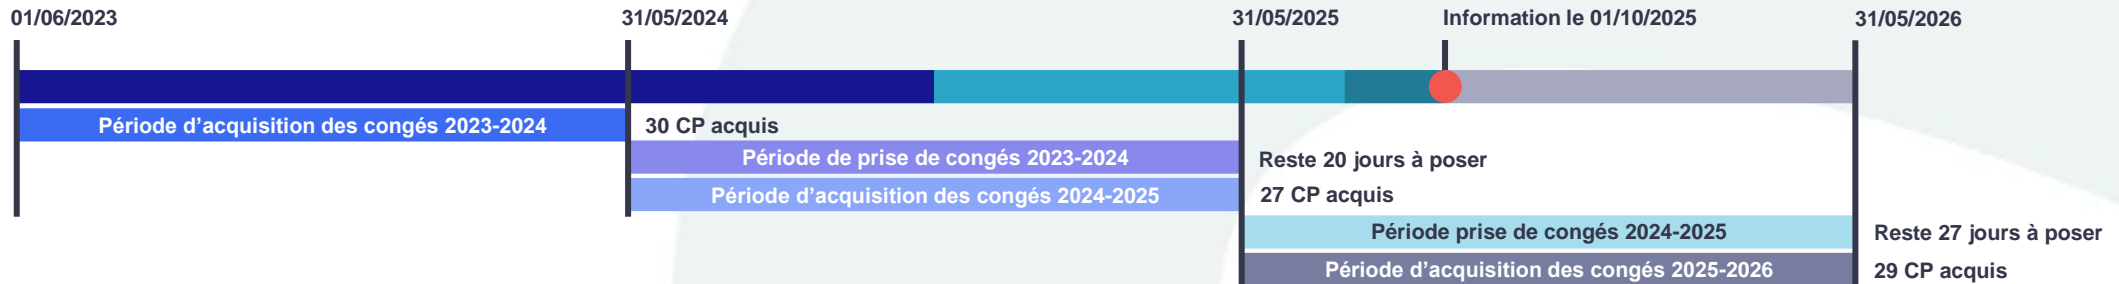 01/06/2023
31/05/2024
31/05/2025
Information le 01/10/2025
31/05/2026
Période d’acquisition des congés 2023-2024
30 CP acquis
Période de prise de congés 2023-2024
Reste 20 jours à poser
Période d’acquisition des congés 2024-2025
27 CP acquis
Période prise de congés 2024-2025
Reste 27 jours à poser
Période d’acquisition des congés 2025-2026
29 CP acquis